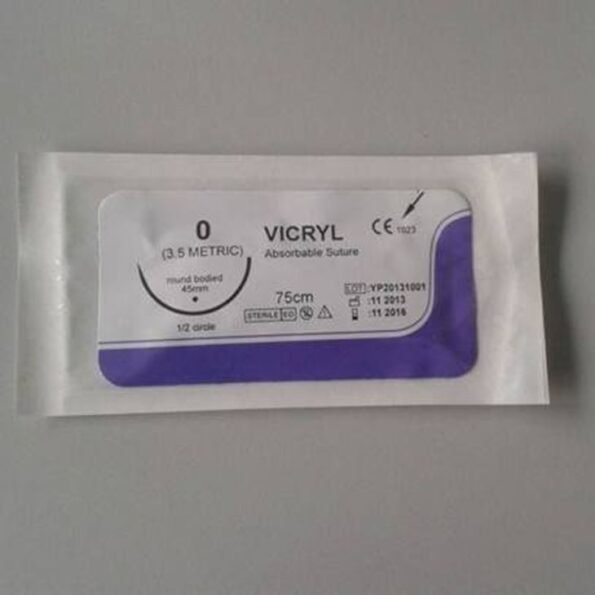 0
(3.5 METRIC)
round bodied
45mm
1/2 circle
VICRYL
Absorbable Suture
75cm
STERILE EO
CE 1023
LOT :YP20131001
:11 2013
:11 2016